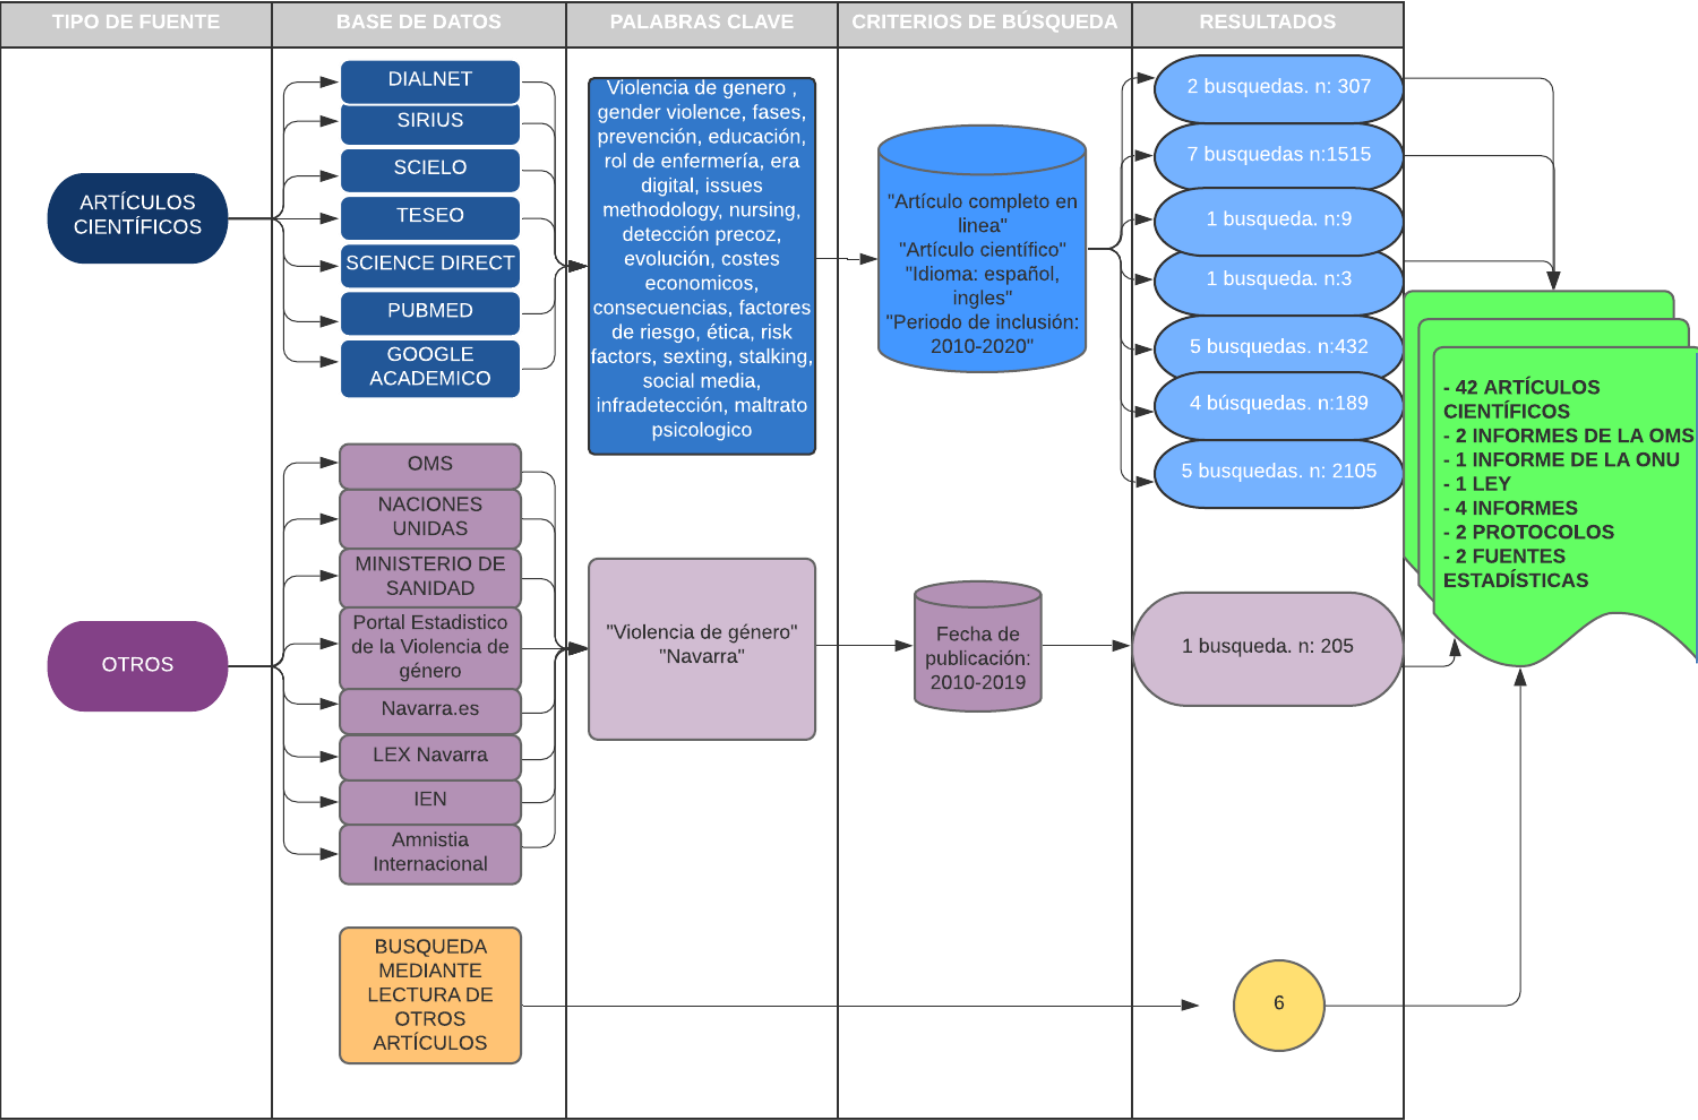 TIPO DE FUENTE
BASE DE DATOS
PALABRAS CLAVE
CRITERIOS DE BÚSQUEDA
RESULTADOS
ARTÍCULOS
CIENTÍFICOS
DIALNET
SIRIUS
SCIELO
TESEO
SCIENCE DIRECT
PUBMED
GOOGLE
ACADEMICO
Violencia de genero ,
gender violence, fases,
prevención, educación,
rol de enfermería, era
digital, issues
methodology, nursing,
detección precoz,
evolución, costes
economicos,
consecuencias, factores
de riesgo, ética, risk
factors, sexting, stalking,
social media,
infradetección, maltrato
psicologico
"Artículo completo en
linea"
"Artículo científico"
"Idioma: español,
ingles"
"Periodo de inclusión:
2010-2020"
2 busquedas. n: 307
7 busquedas n:1515
1 busqueda. n:9
1 busqueda. n:3
5 busquedas. n:432
4 búsquedas. n:189
5 busquedas. n: 2105
- 42 ARTÍCULOS
CIENTÍFICOS
- 2 INFORMES DE LA OMS
- 1 INFORME DE LA ONU
- 1 LEY
- 4 INFORMES
- 2 PROTOCOLOS
- 2 FUENTES
ESTADÍSTICAS
OTROS
OMS
NACIONES
UNIDAS
MINISTERIO DE
SANIDAD
Portal Estadistico
de la Violencia de
género
Navarra.es
LEX Navarra
IEN
Amnistia
Internacional
"Violencia de género"
"Navarra"
Fecha de
publicación:
2010-2019
1 busqueda. n: 205
BUSQUEDA
MEDIANTE
LECTURA DE
OTROS
ARTÍCULOS
6